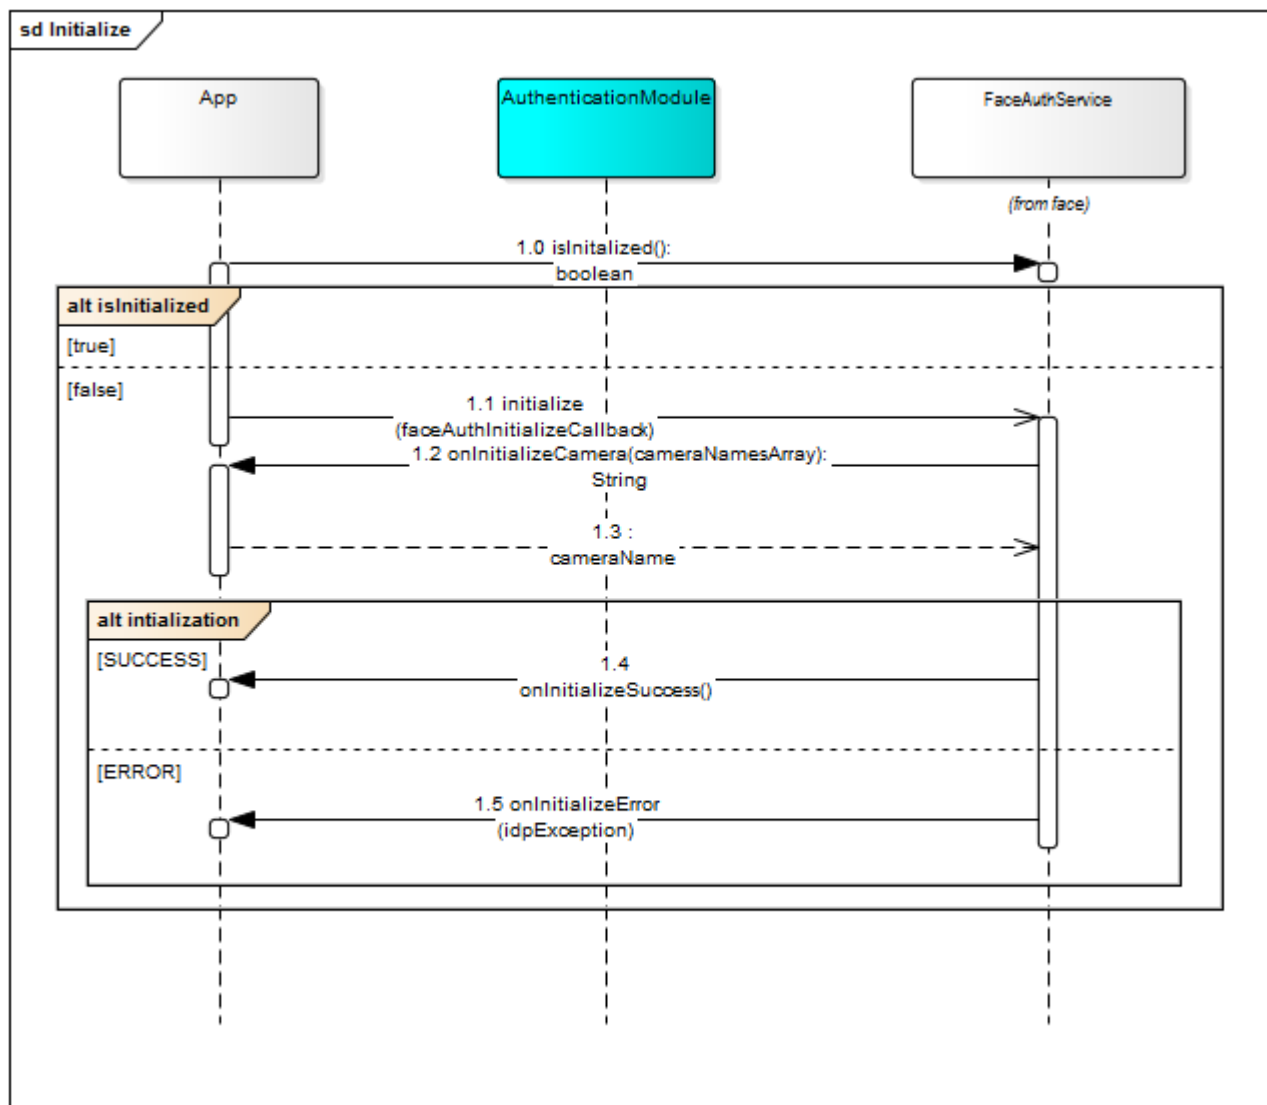 sd Initialize
App
AuthenticationModule
FaceAuthService
(from face)
1.0 isInitalized():
boolean
alt isInitialized
[true]
[false]
1.1 initialize
(faceAuthInitializeCallback)
1.2 onInitializeCamera(cameraNamesArray):
String
1.3 :
cameraName
alt intialization
[SUCCESS]
1.4
onInitializeSuccess()
[ERROR]
1.5 onInitializeError
(idpException)